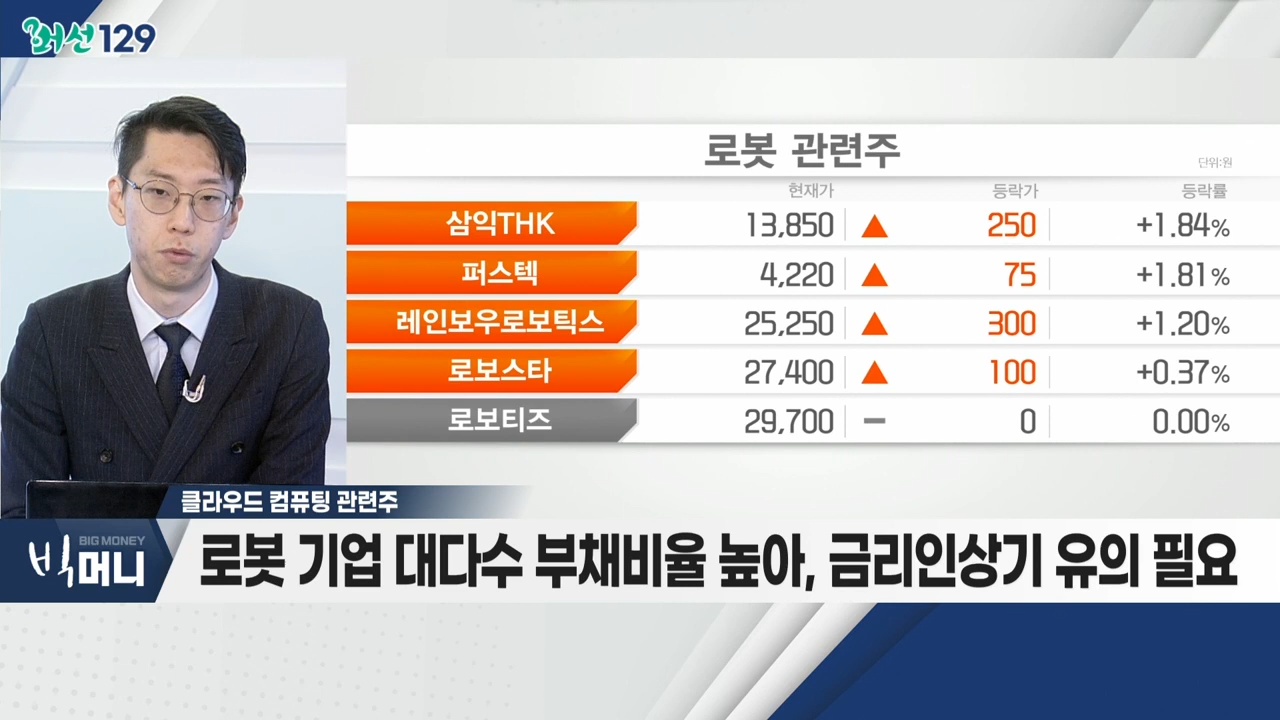 머선129
로봇 관련주
단위:원
현재가 등락가 등락률
삼익THK 13,850 ▲ 250 +1.84%
퍼스텍 4,220 ▲ 75 +1.81%
레인보우로보틱스 25,250 ▲ 300 +1.20%
로보스타 27,400 ▲ 100 +0.37%
로보티즈 29,700 － 0 0.00%
클라우드 컴퓨팅 관련주
BIG MONEY
빅머니
로봇 기업 대다수 부채비율 높아, 금리인상기 유의 필요